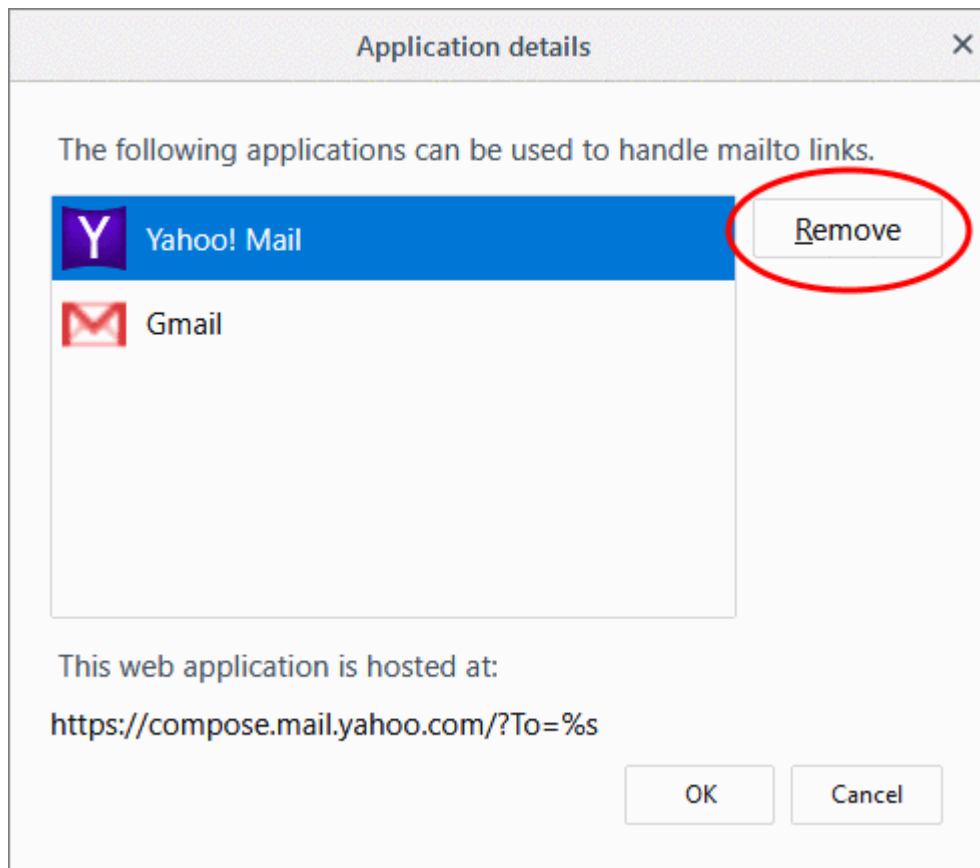 Application details
The following applications can be used to handle mailto links.
Y Yahoo! Mail
Remove
Gmail
This web application is hosted at:
https://compose.mail.yahoo.com/?To=%s
OK
Cancel